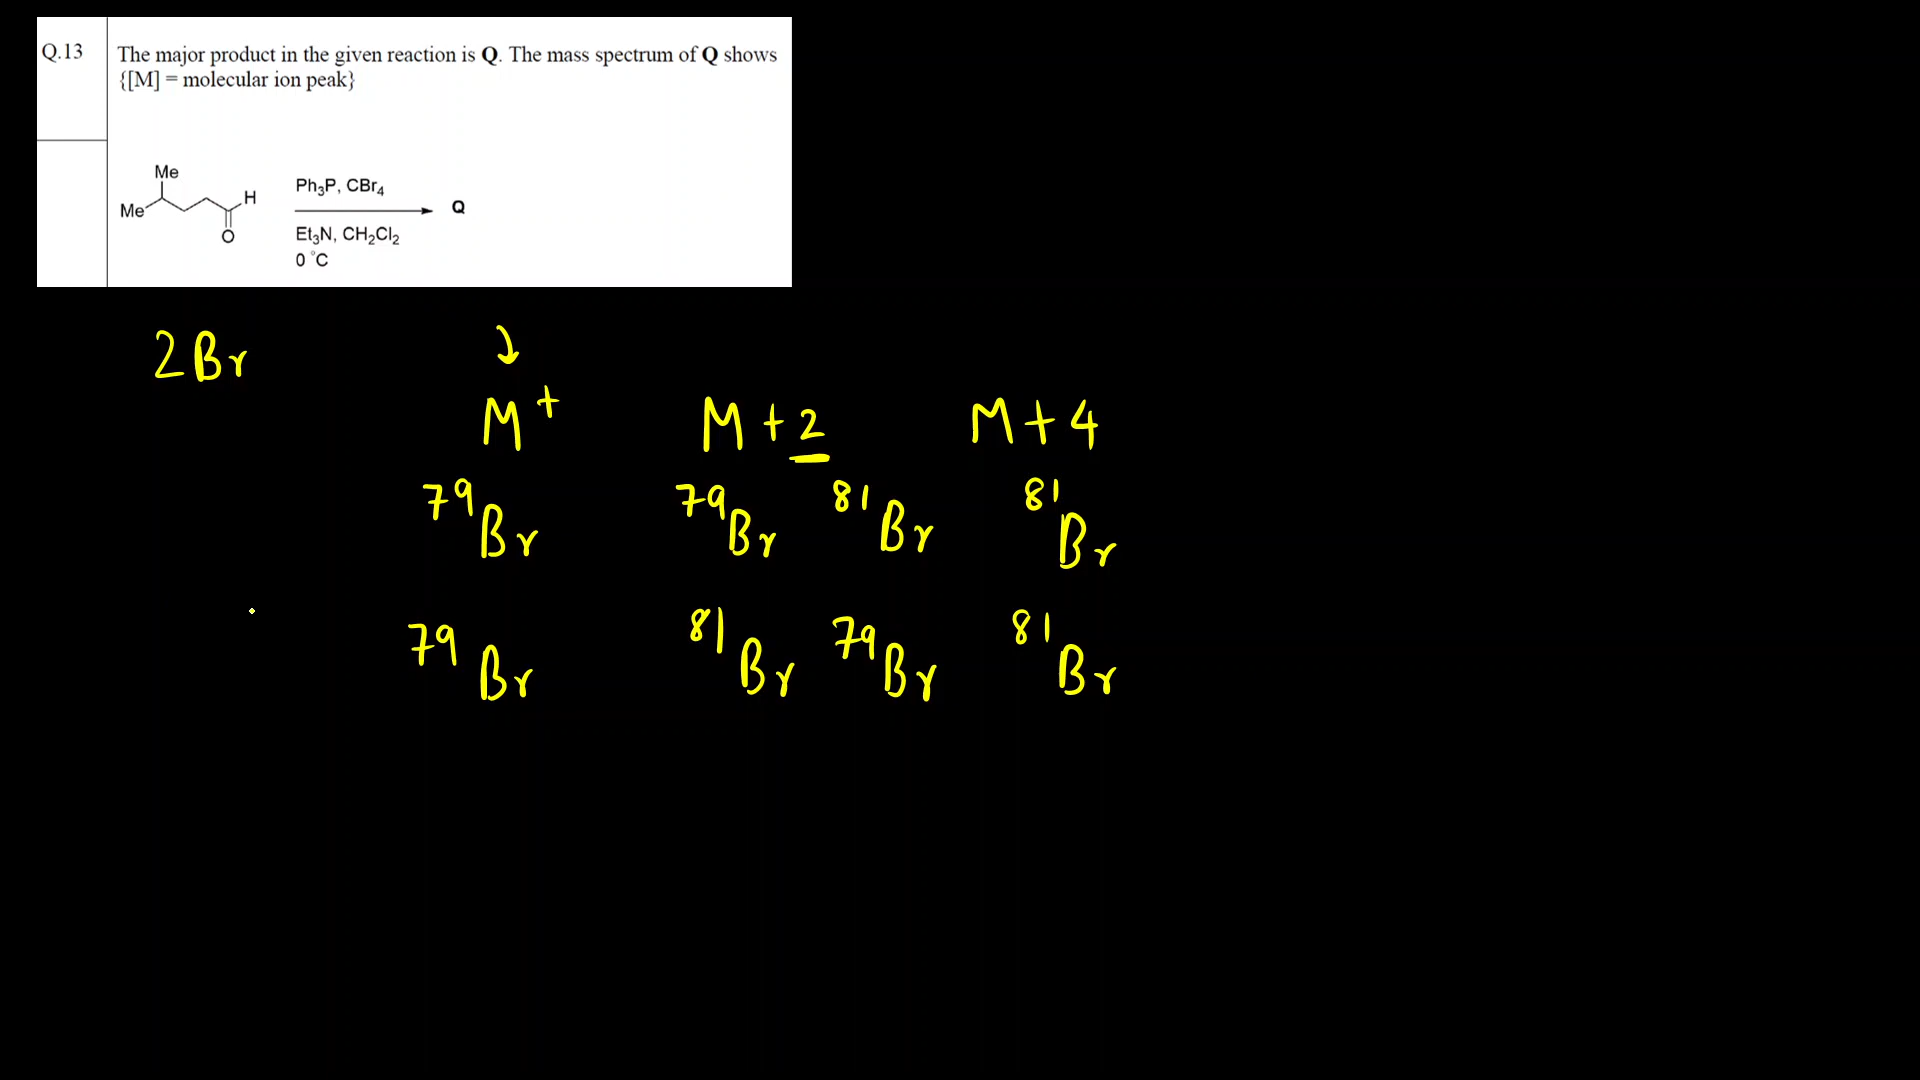 Q.13 The major product in the given reaction is Q. The mass spectrum of Q shows
{[M] = molecular ion peak}
Me
Me
H
O
Ph₃P, CBr₄
Et₃N, CH₂Cl₂
0 °C
Q
2Br
M⁺ M+2 M+4
⁷⁹Br ⁷⁹Br ⁸¹Br ⁸¹Br
⁷⁹Br ⁸¹Br ⁷⁹Br ⁸¹Br